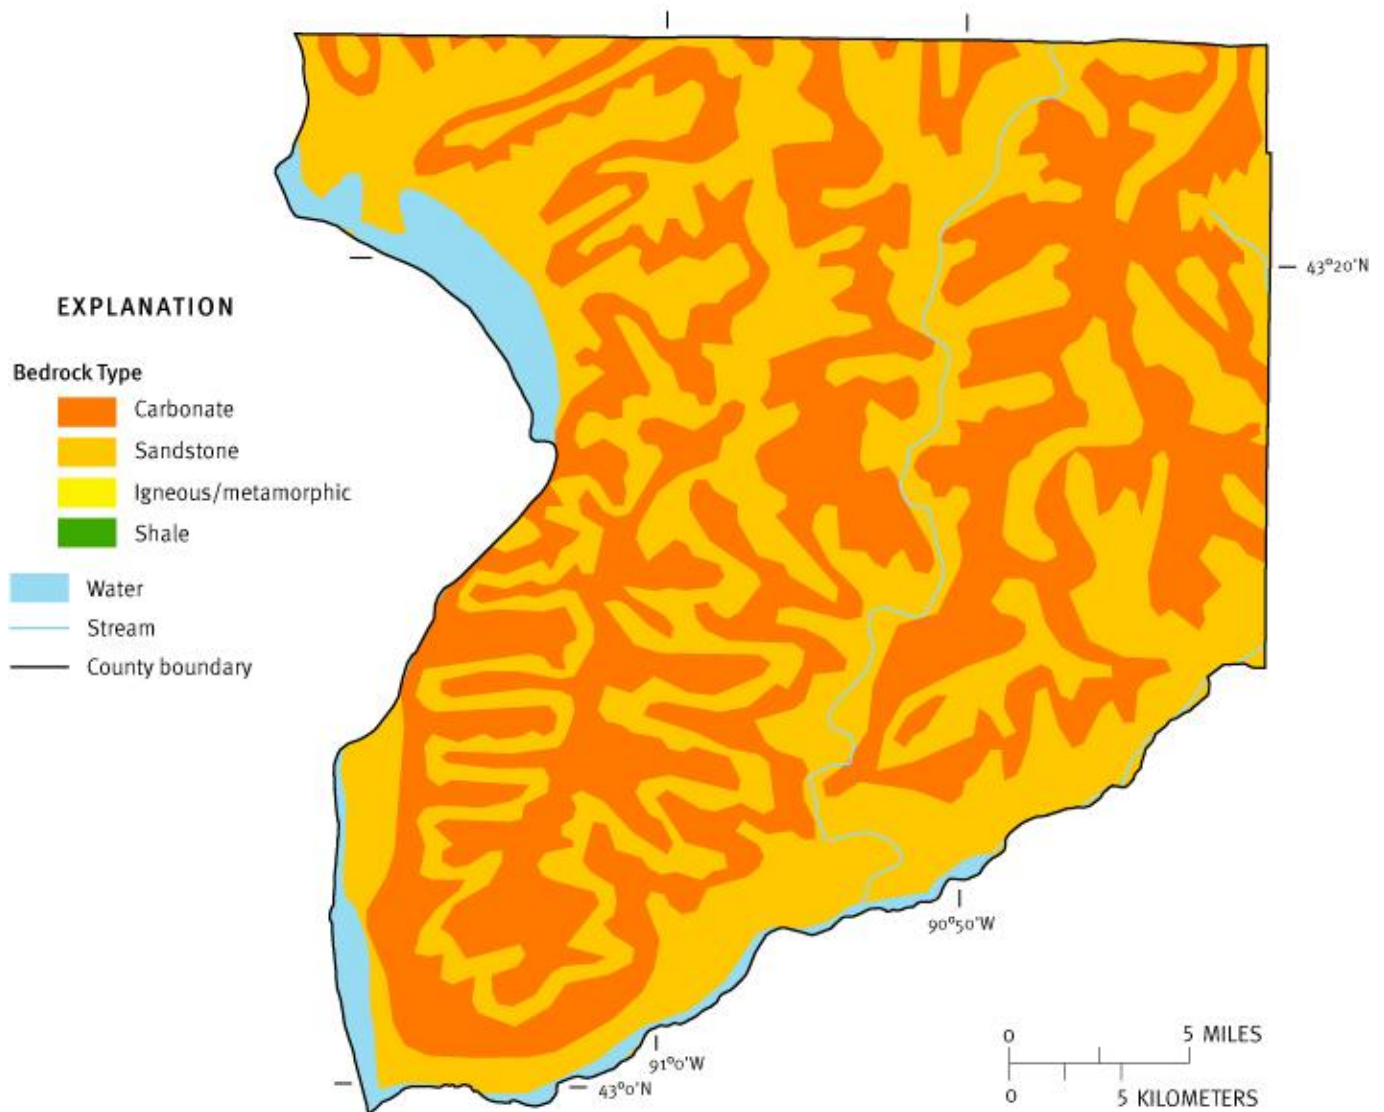 43°20'N
EXPLANATION
Bedrock Type
Carbonate
Sandstone
Igneous/metamorphic
Shale
Water
Stream
County boundary
90°50'W
91°0'W
43°0'N
0 5 MILES
0 5 KILOMETERS